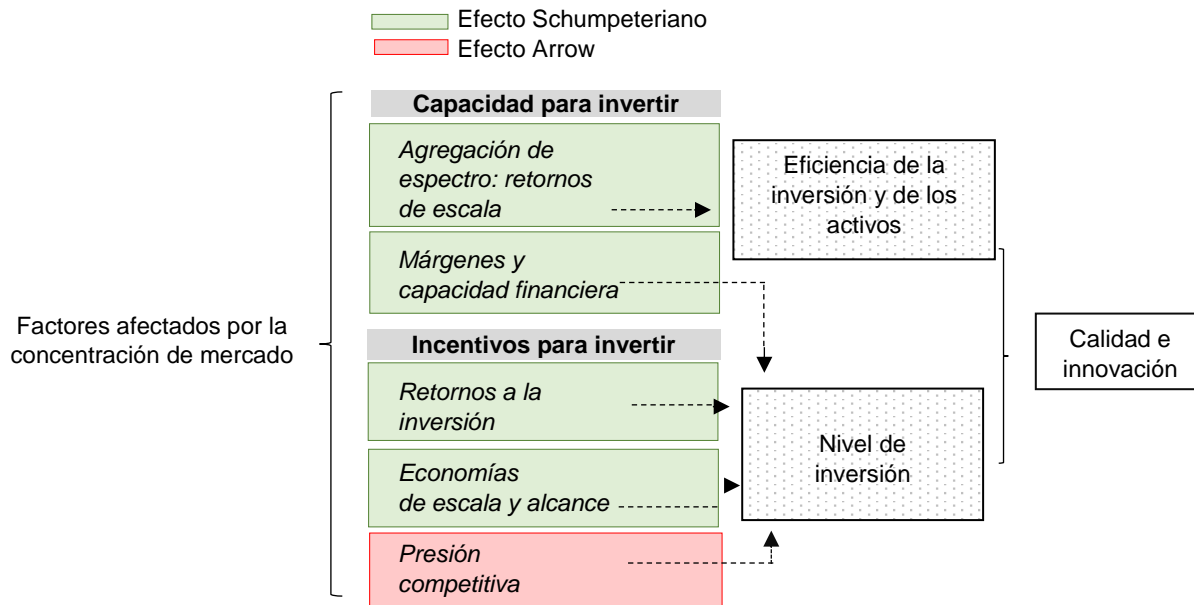 Efecto Schumpeteriano
Efecto Arrow
Factores afectados por la
concentración de mercado
Capacidad para invertir
Agregación de
espectro: retornos
de escala
Márgenes y
capacidad financiera
Incentivos para invertir
Retornos a la
inversión
Economías
de escala y alcance
Presión
competitiva
Eficiencia de la
inversión y de los
activos
Nivel de
inversión
Calidad e
innovación